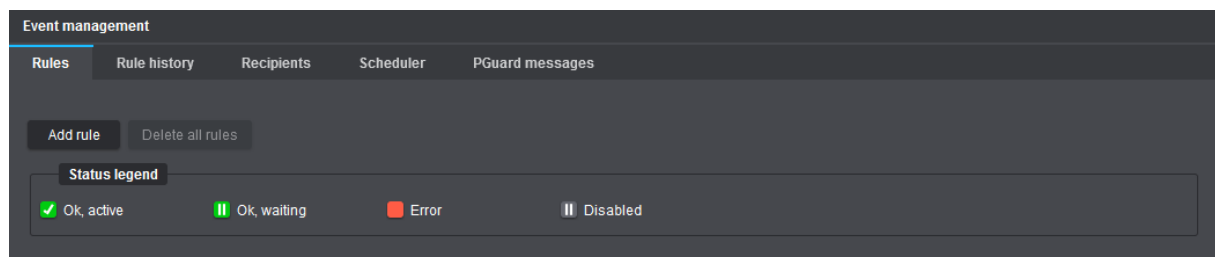 Event management
Rules Rule history Recipients Scheduler PGuard messages
Add rule Delete all rules
Status legend
Ok, active Ok, waiting Error Disabled